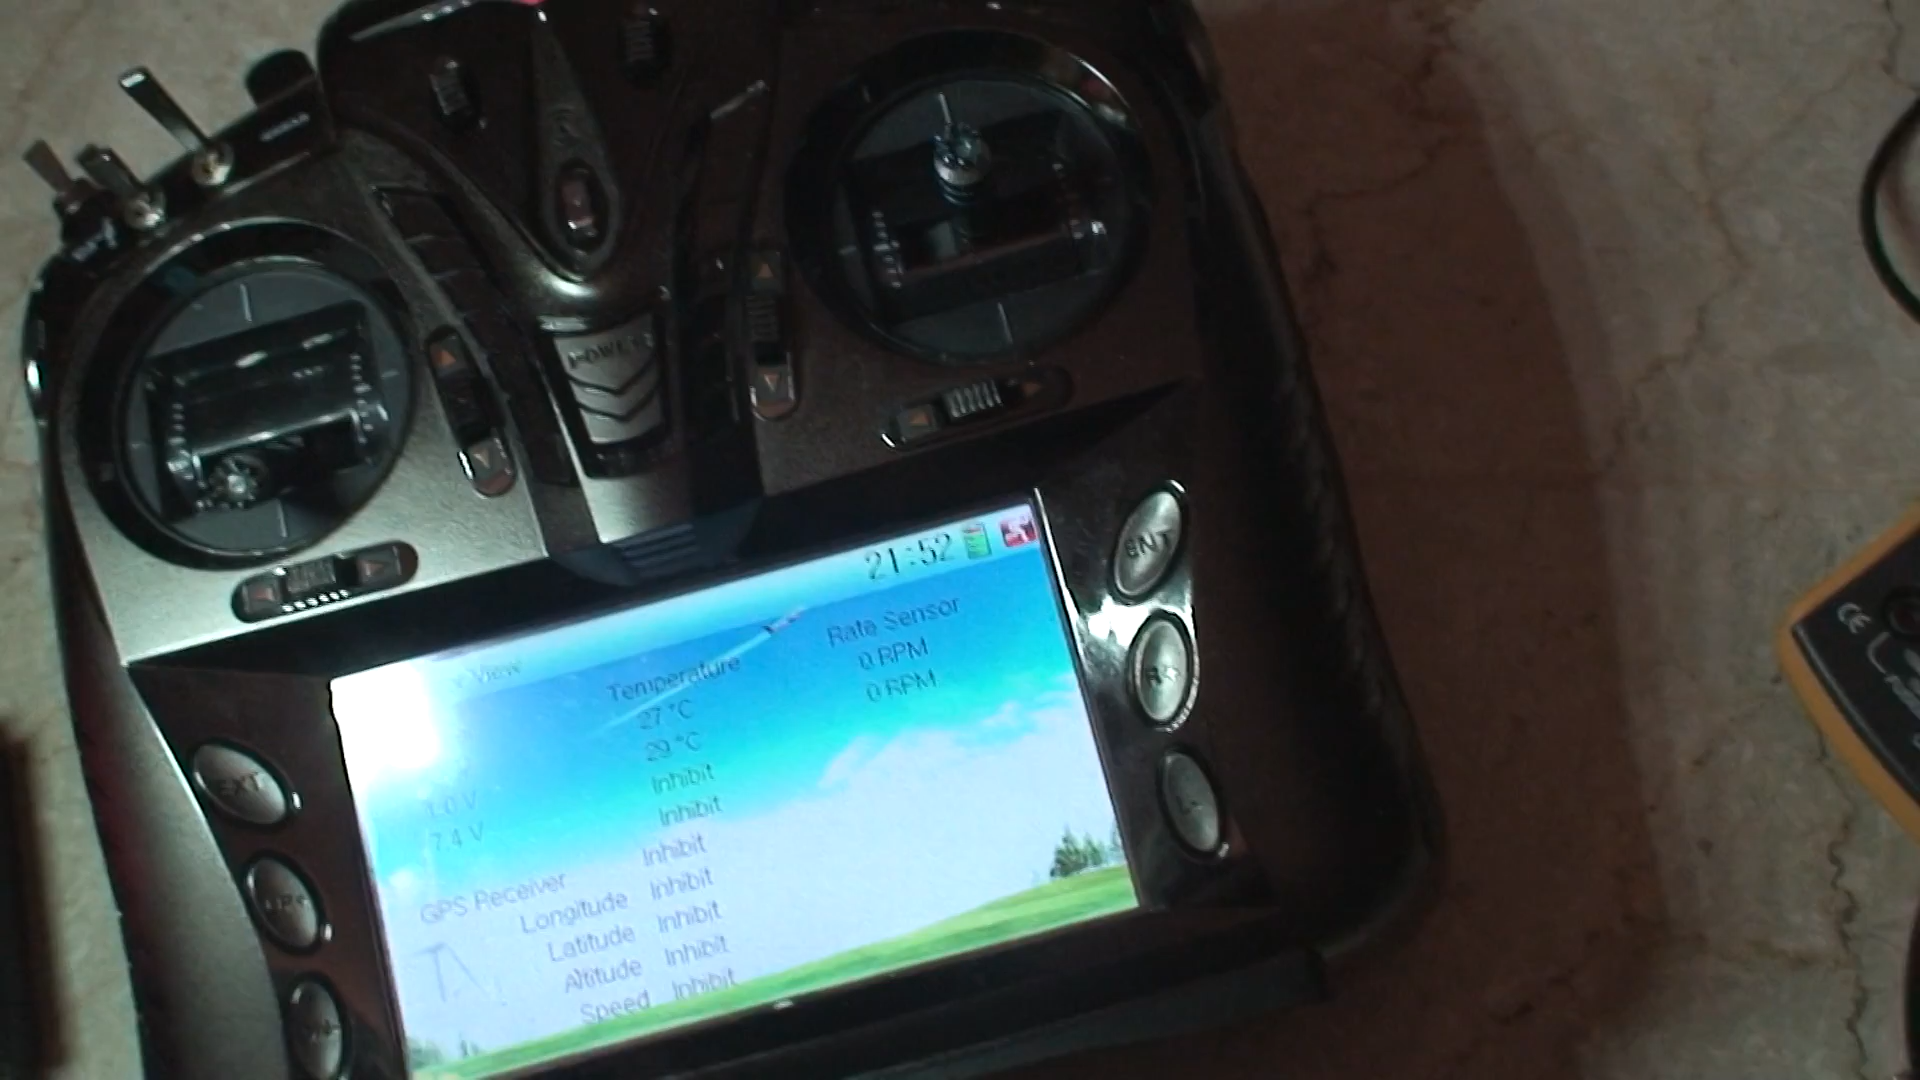 POWER
21:52
View
Temperature
Rate Sensor
27 °C
0 RPM
29 °C
0 RPM
Inhibit
Inhibit
7.4 V
Inhibit
GPS Receiver
Longitude Inhibit
Latitude Inhibit
Altitude Inhibit
Speed Inhibit
ENT
EXT
CE